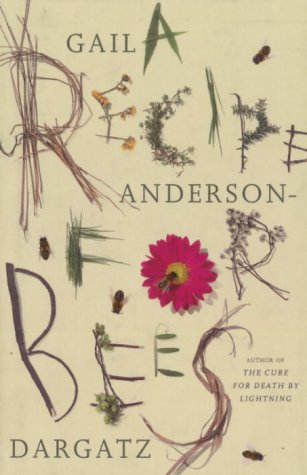 GAIL
A
RECIPE
ANDERSON-
FOR
BEES
AUTHOR OF
THE CURE
FOR DEATH BY
LIGHTNING
DARGATZ